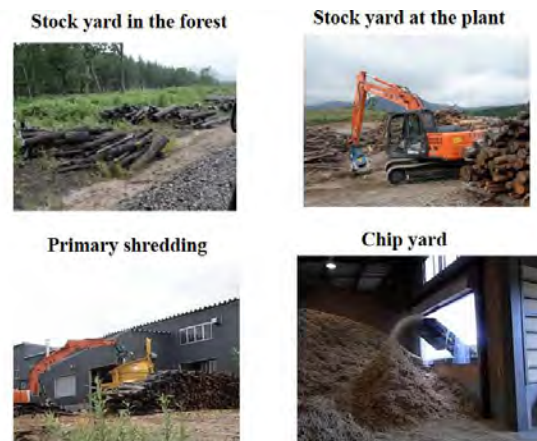 Stock yard in the forest
Stock yard at the plant
Primary shredding
Chip yard